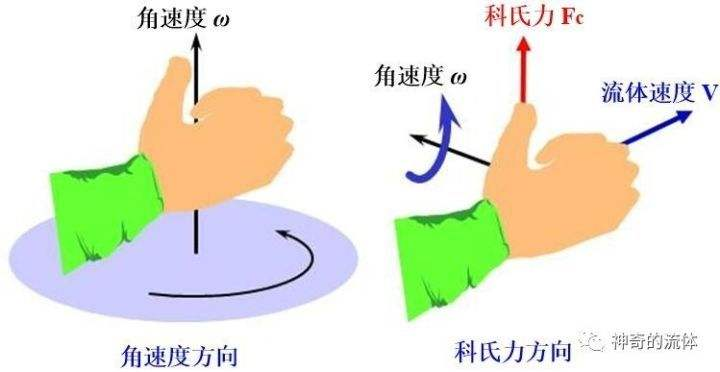 角速度 ω
角速度方向
科氏力 Fc
角速度 ω
流体速度 V
科氏力方向
神奇的流体